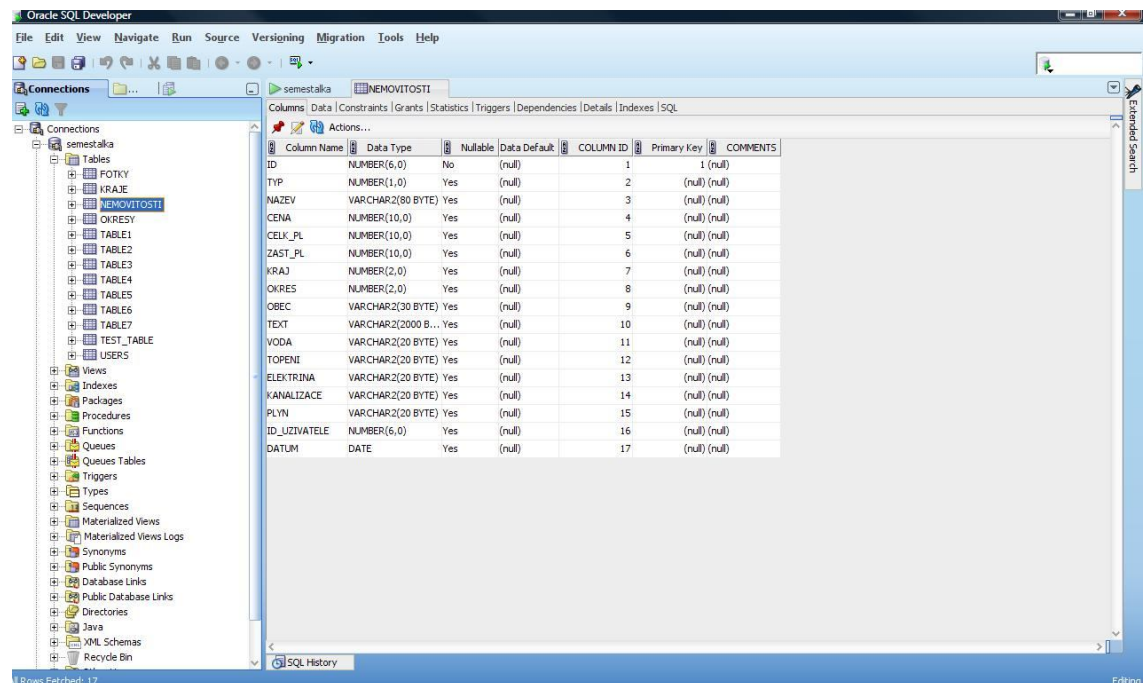 Oracle SQL Developer
File Edit View Navigate Run Source Versioning Migration Tools Help
Connections ...
semestalka NEMOVITOSTI
Columns Data Constraints Grants Statistics Triggers Dependencies Details Indexes SQL
Actions...
Extended Search
Connections
semestalka
Tables
FOTKY
KRAJE
NEMOVITOSTI
OKRESY
TABLE1
TABLE2
TABLE3
TABLE4
TABLE5
TABLE6
TABLE7
TEST_TABLE
USERS
Views
Indexes
Packages
Procedures
Functions
Queues
Queues Tables
Triggers
Types
Sequences
Materialized Views
Materialized Views Logs
Synonyms
Public Synonyms
Database Links
Public Database Links
Directories
Java
XML Schemas
Recycle Bin
Column Name Data Type Nullable Data Default COLUMN ID Primary Key COMMENTS
ID NUMBER(6,0) No (null) 1 1 (null)
TYP NUMBER(1,0) Yes (null) 2 (null) (null)
NAZEV VARCHAR2(80 BYTE) Yes (null) 3 (null) (null)
CENA NUMBER(10,0) Yes (null) 4 (null) (null)
CELK_PL NUMBER(10,0) Yes (null) 5 (null) (null)
ZAST_PL NUMBER(10,0) Yes (null) 6 (null) (null)
KRAJ NUMBER(2,0) Yes (null) 7 (null) (null)
OKRES NUMBER(2,0) Yes (null) 8 (null) (null)
OBEC VARCHAR2(30 BYTE) Yes (null) 9 (null) (null)
TEXT VARCHAR2(2000 B... Yes (null) 10 (null) (null)
VODA VARCHAR2(20 BYTE) Yes (null) 11 (null) (null)
TOPENI VARCHAR2(20 BYTE) Yes (null) 12 (null) (null)
ELEKTRINA VARCHAR2(20 BYTE) Yes (null) 13 (null) (null)
KANALIZACE VARCHAR2(20 BYTE) Yes (null) 14 (null) (null)
PLYN VARCHAR2(20 BYTE) Yes (null) 15 (null) (null)
ID_UZIVATELE NUMBER(6,0) Yes (null) 16 (null) (null)
DATUM DATE Yes (null) 17 (null) (null)
SQL History
Rows Fetched: 17 Editing